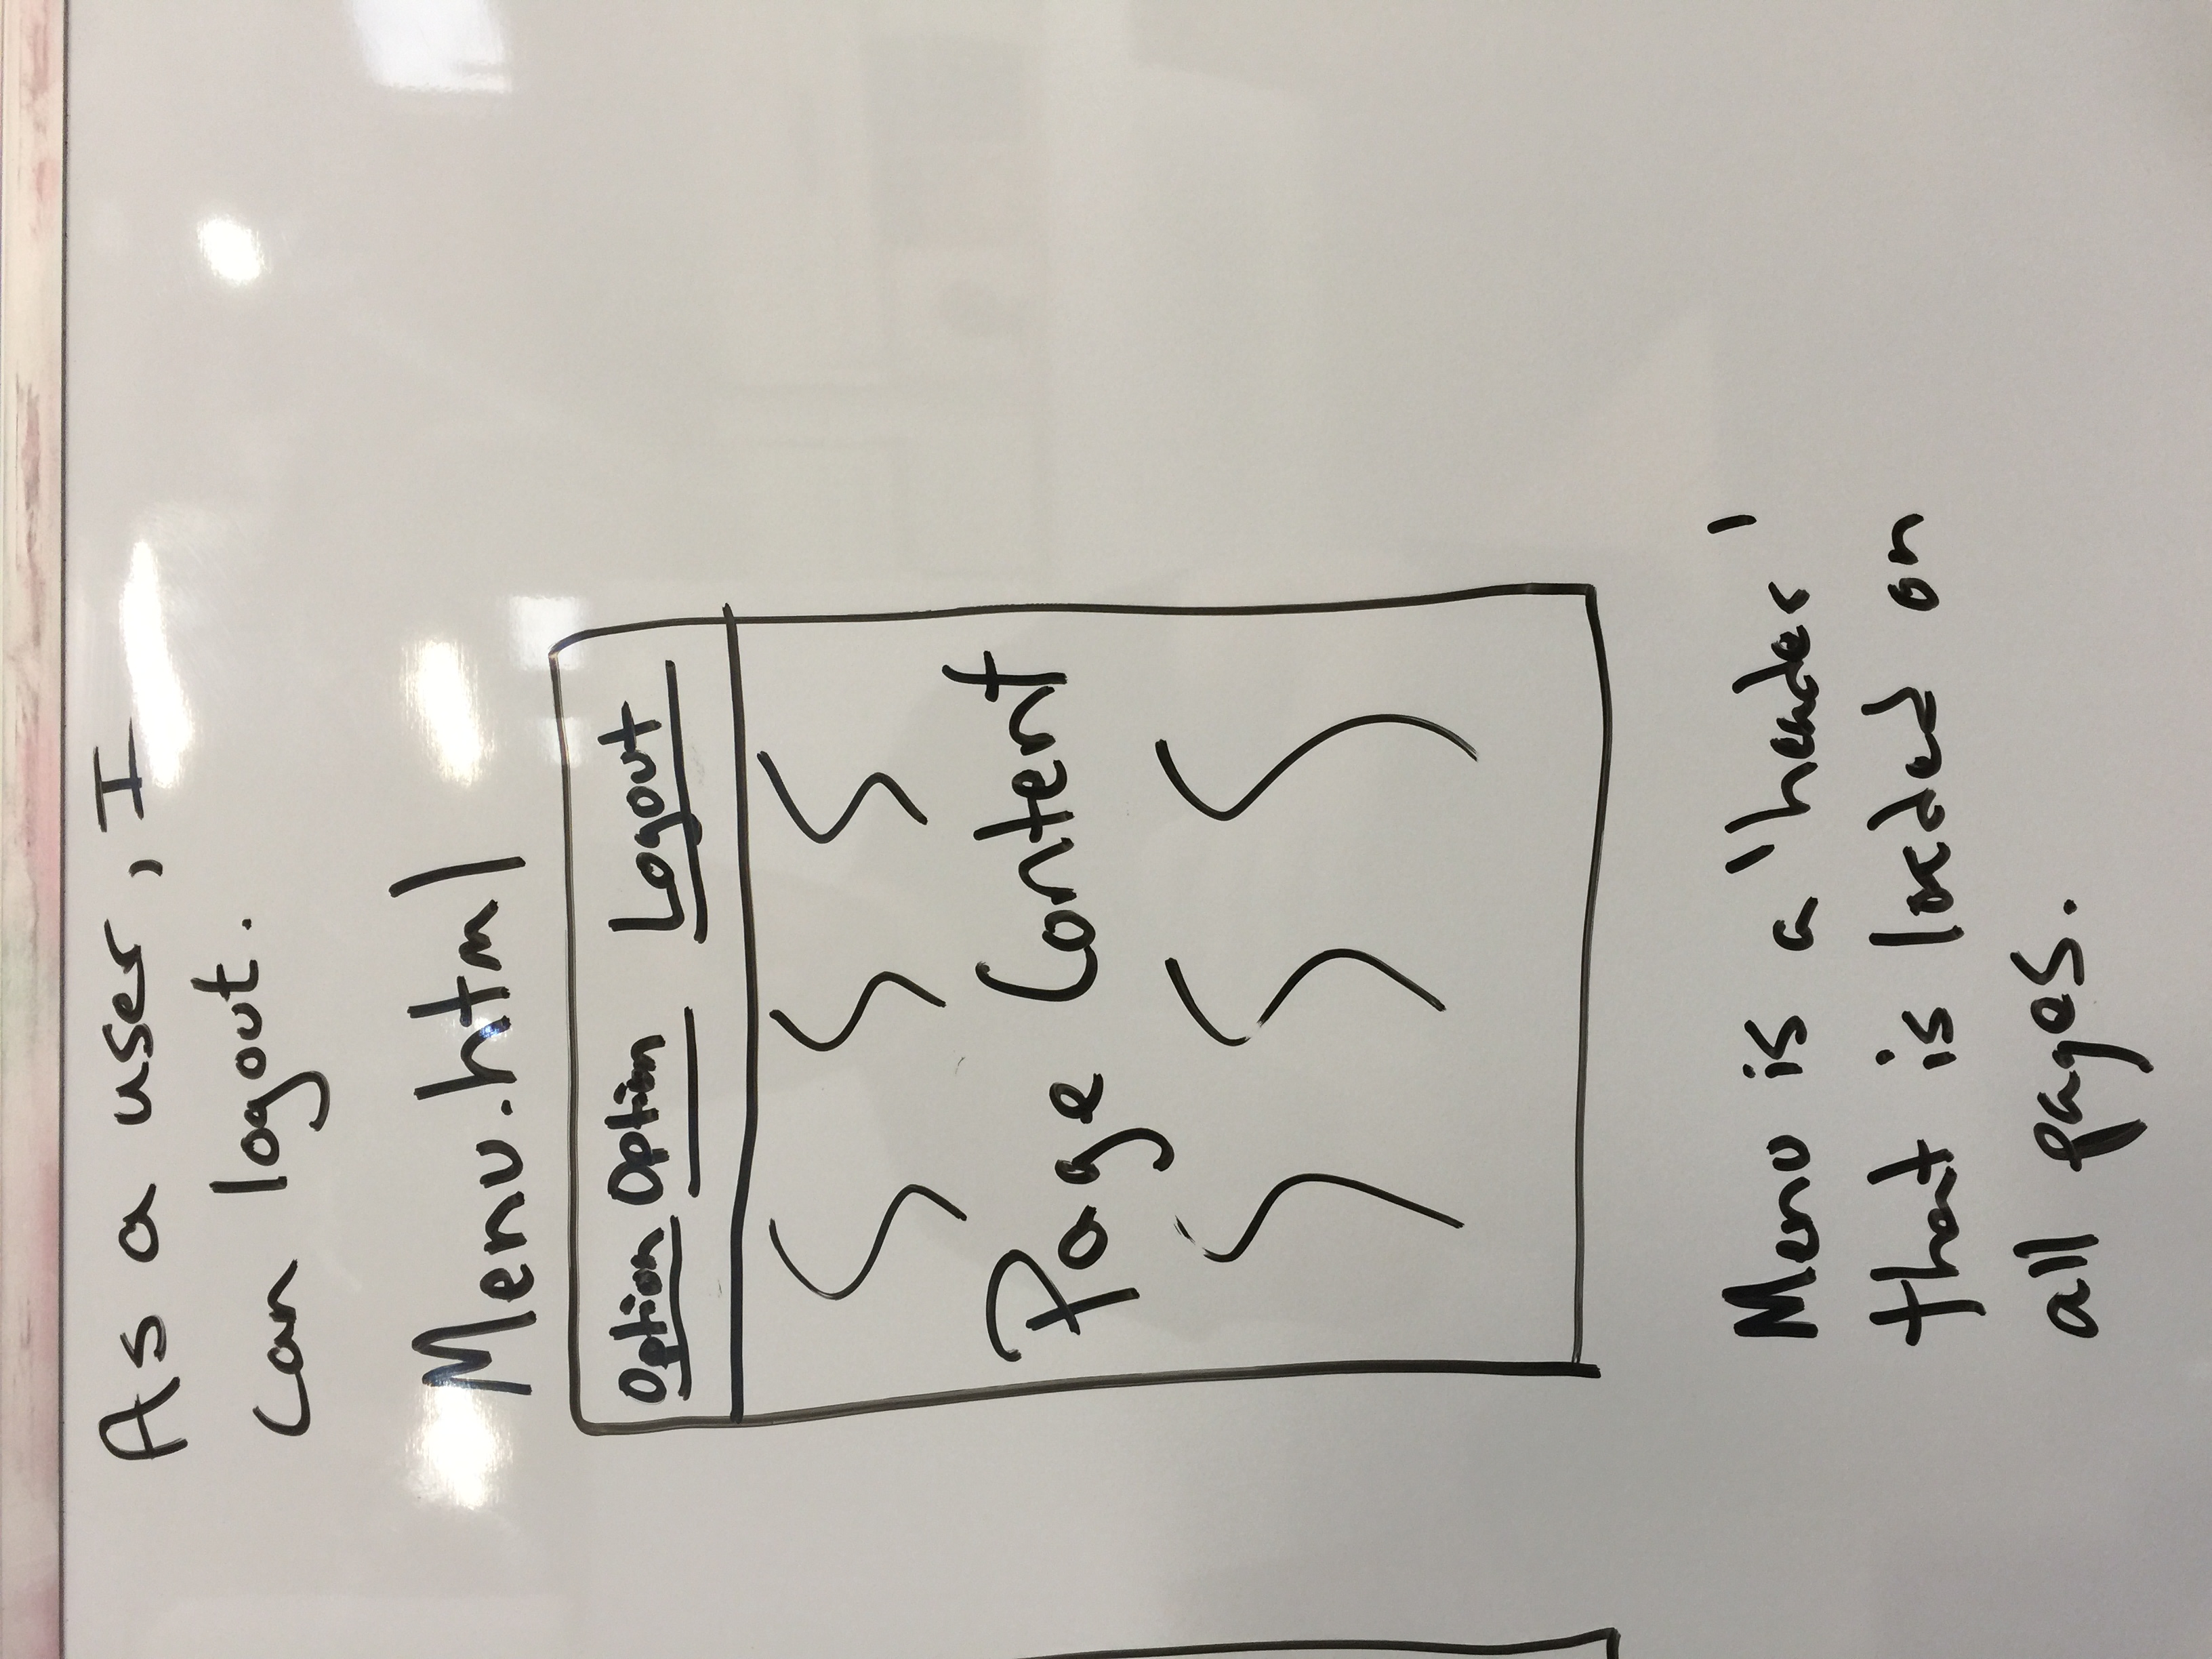 As a user, I
can logout.
Menu.html
Option Option Logout
Page Content
Menu is a 'header'
that is loaded on
all pages.